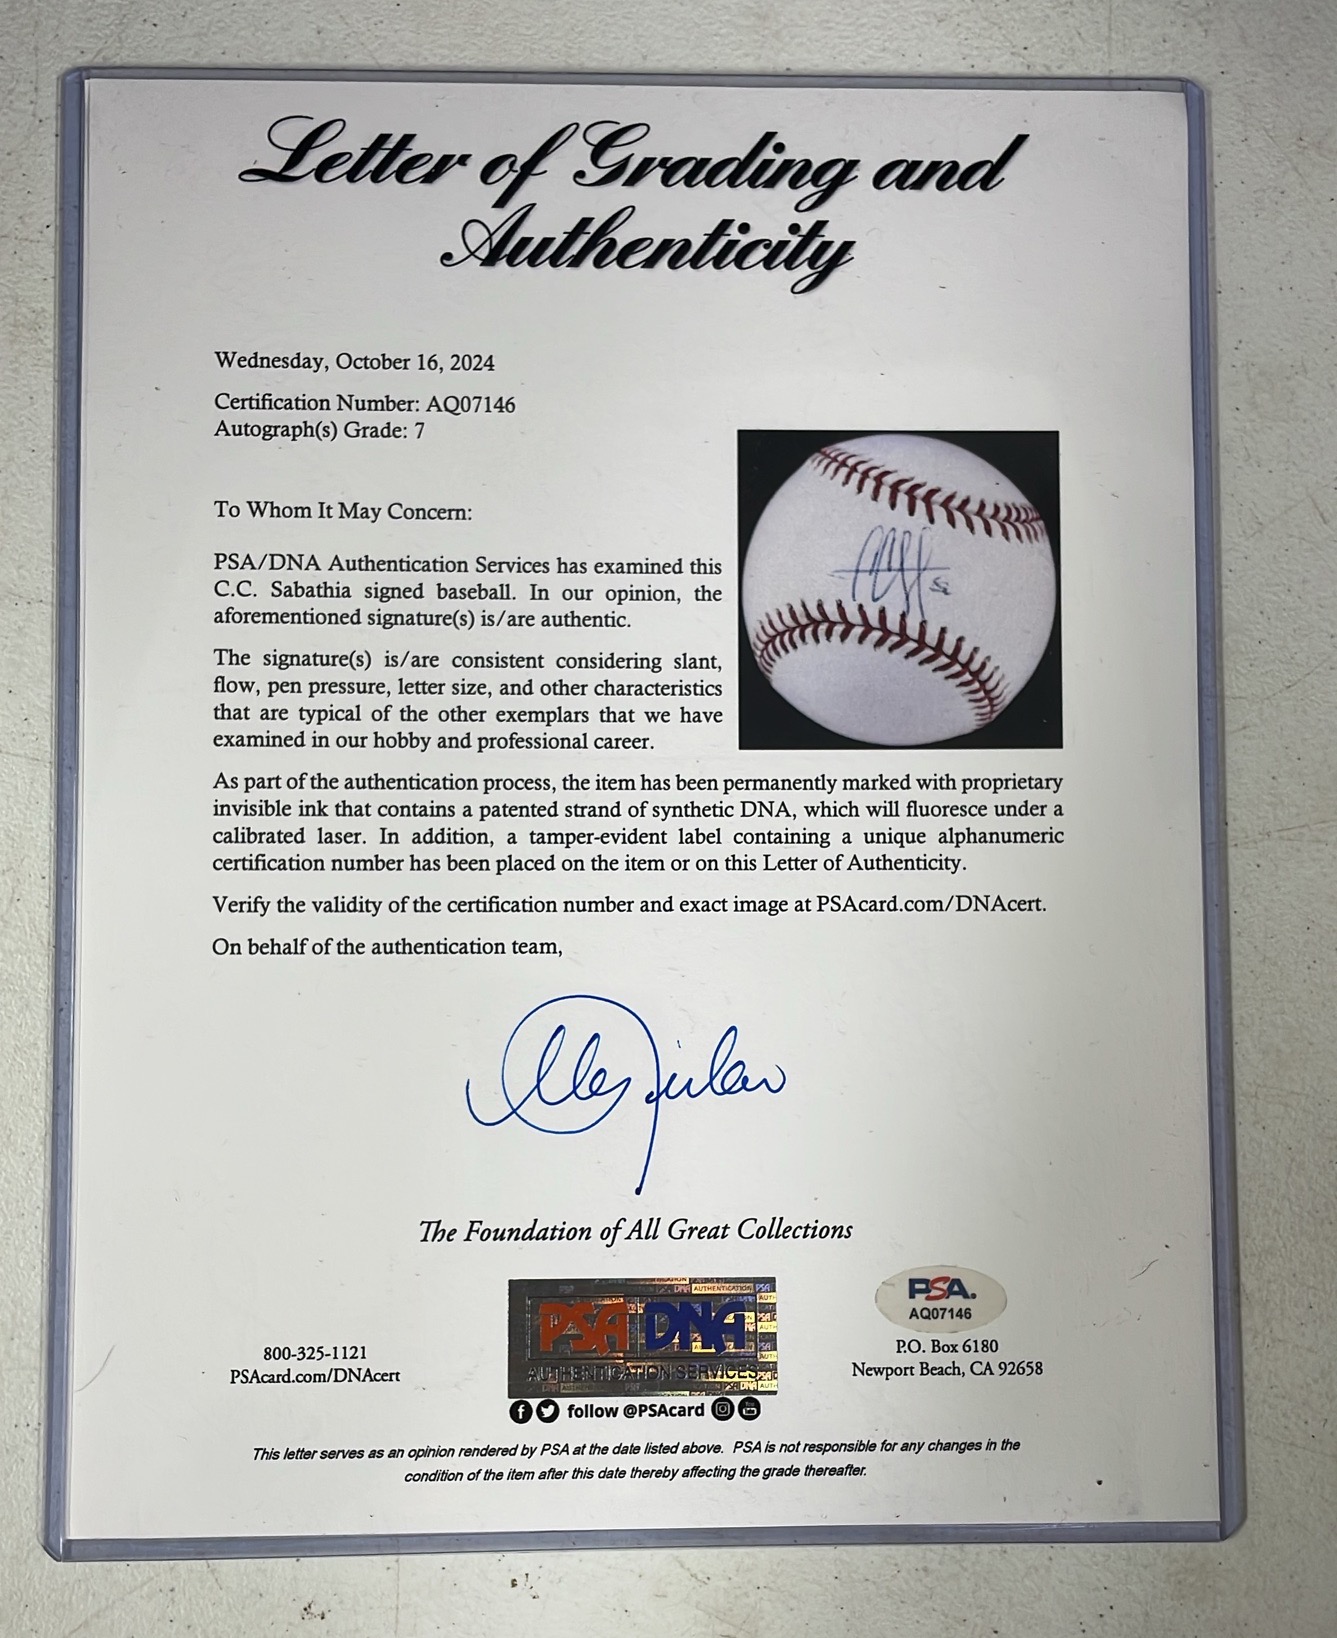 Letter of Grading and
Authenticity
Wednesday, October 16, 2024
Certification Number: AQ07146
Autograph(s) Grade: 7
To Whom It May Concern:
PSA/DNA Authentication Services has examined this
C.C. Sabathia signed baseball. In our opinion, the
aforementioned signature(s) is/are authentic.
The signature(s) is/are consistent considering slant,
flow, pen pressure, letter size, and other characteristics
that are typical of the other exemplars that we have
examined in our hobby and professional career.
As part of the authentication process, the item has been permanently marked with proprietary
invisible ink that contains a patented strand of synthetic DNA, which will fluoresce under a
calibrated laser. In addition, a tamper-evident label containing a unique alphanumeric
certification number has been placed on the item or on this Letter of Authenticity.
Verify the validity of the certification number and exact image at PSAcard.com/DNAcert.
On behalf of the authentication team,
The Foundation of All Great Collections
800-325-1121
PSAcard.com/DNAcert
PSA DNA
AUTHENTICATION SERVICES
follow @PSAcard
PSA.
AQ07146
P.O. Box 6180
Newport Beach, CA 92658
This letter serves as an opinion rendered by PSA at the date listed above. PSA is not responsible for any changes in the
condition of the item after this date thereby affecting the grade thereafter.